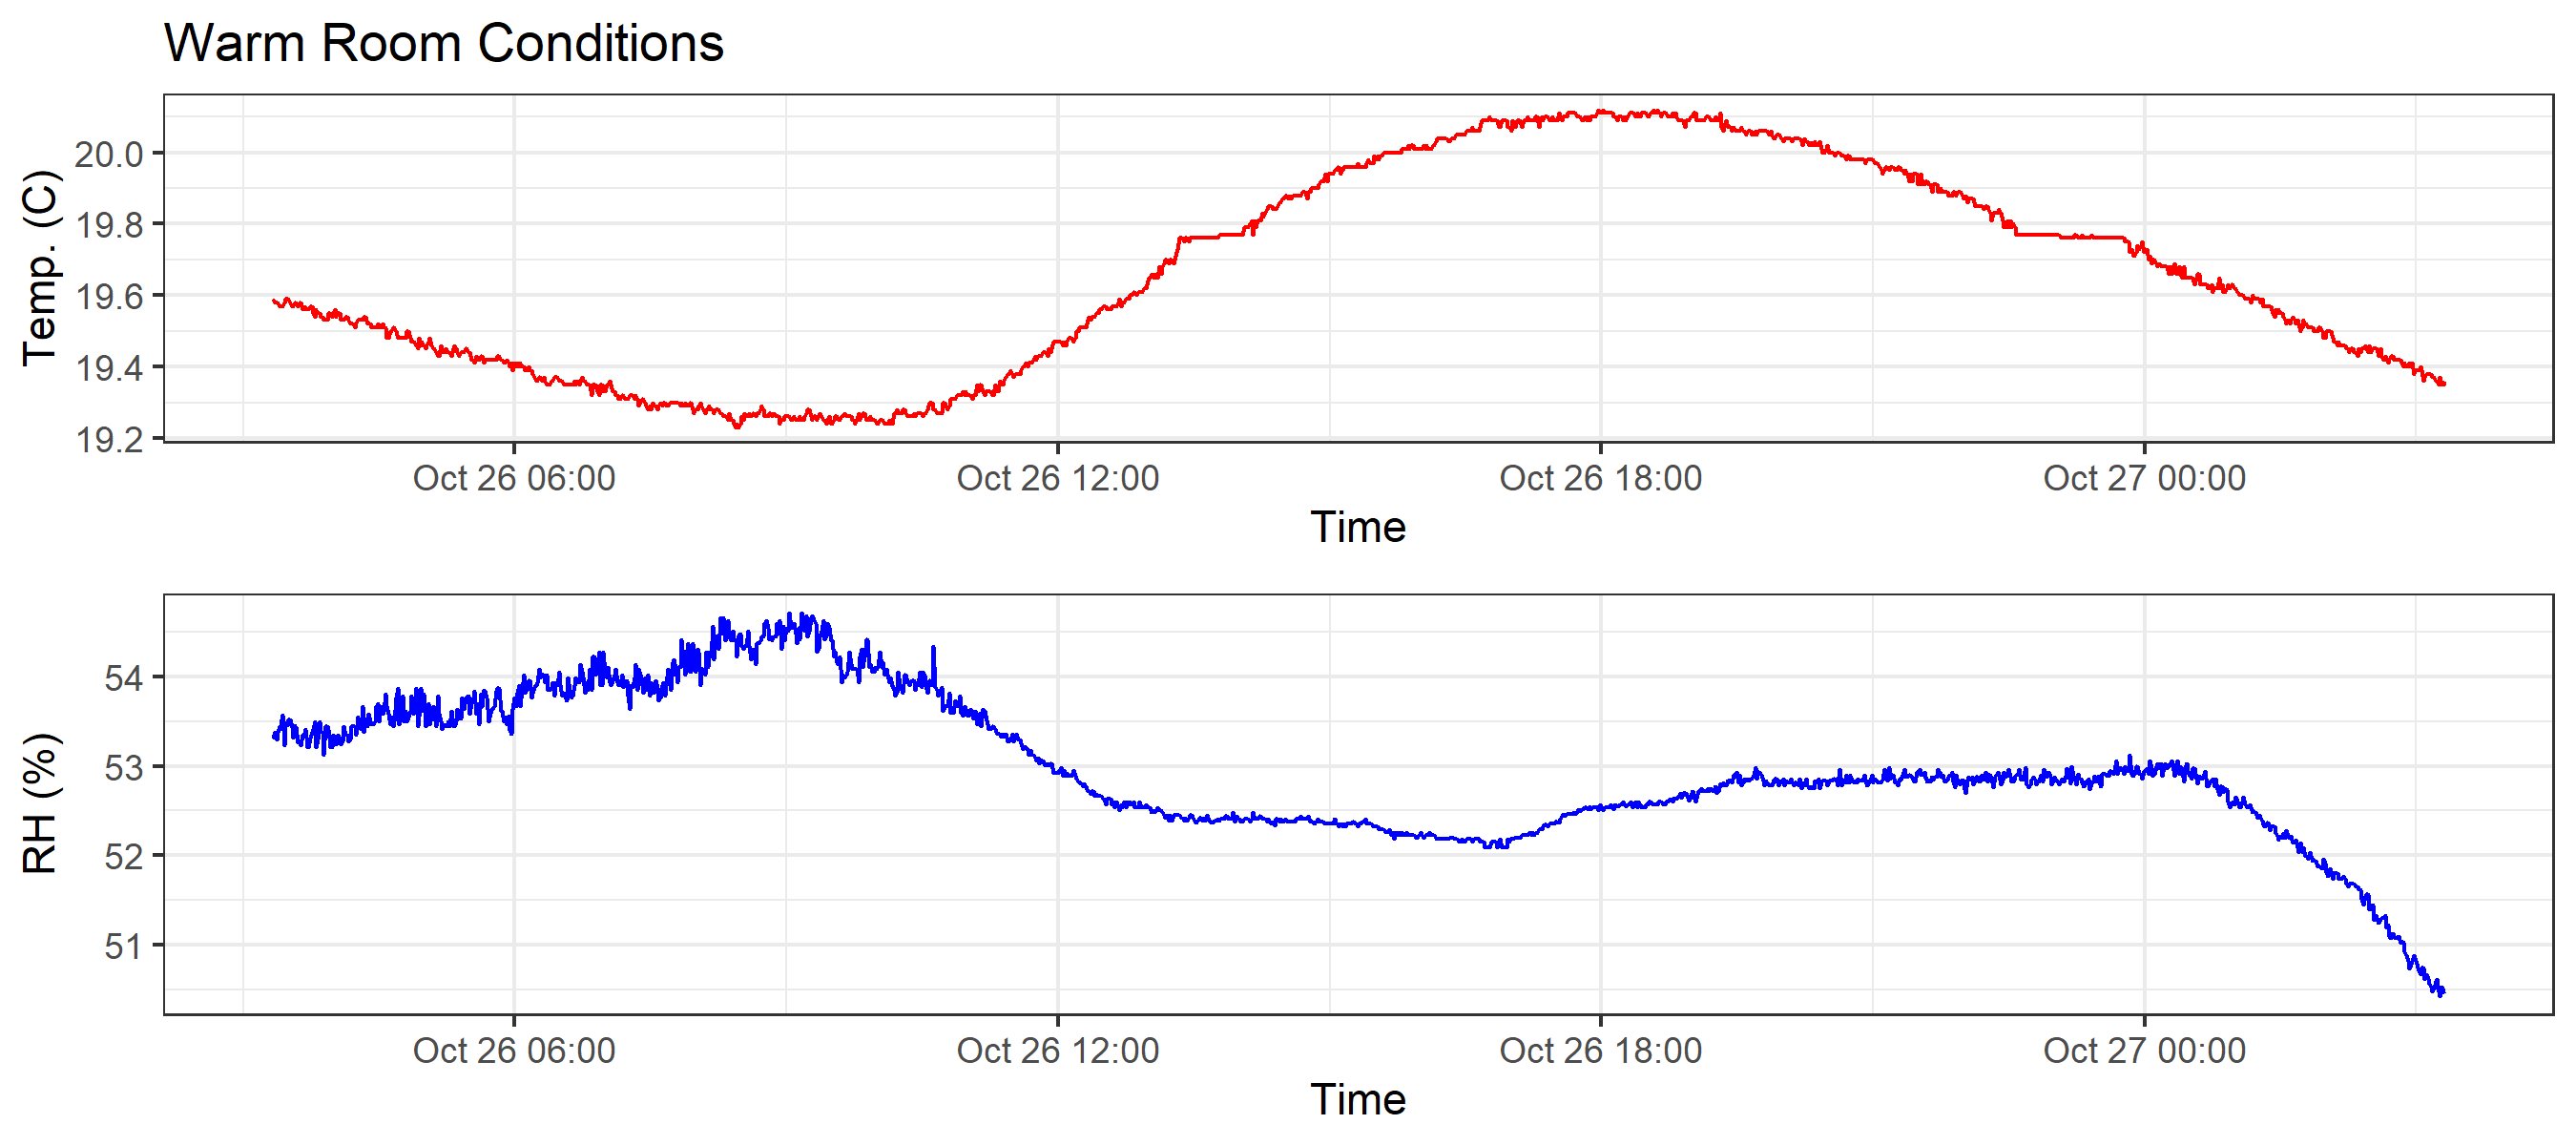 Warm Room Conditions
Temp. (C)
20.0
19.8
19.6
19.4
19.2
Oct 26 06:00 Oct 26 12:00 Oct 26 18:00 Oct 27 00:00
Time
RH (%)
54
53
52
51
Oct 26 06:00 Oct 26 12:00 Oct 26 18:00 Oct 27 00:00
Time